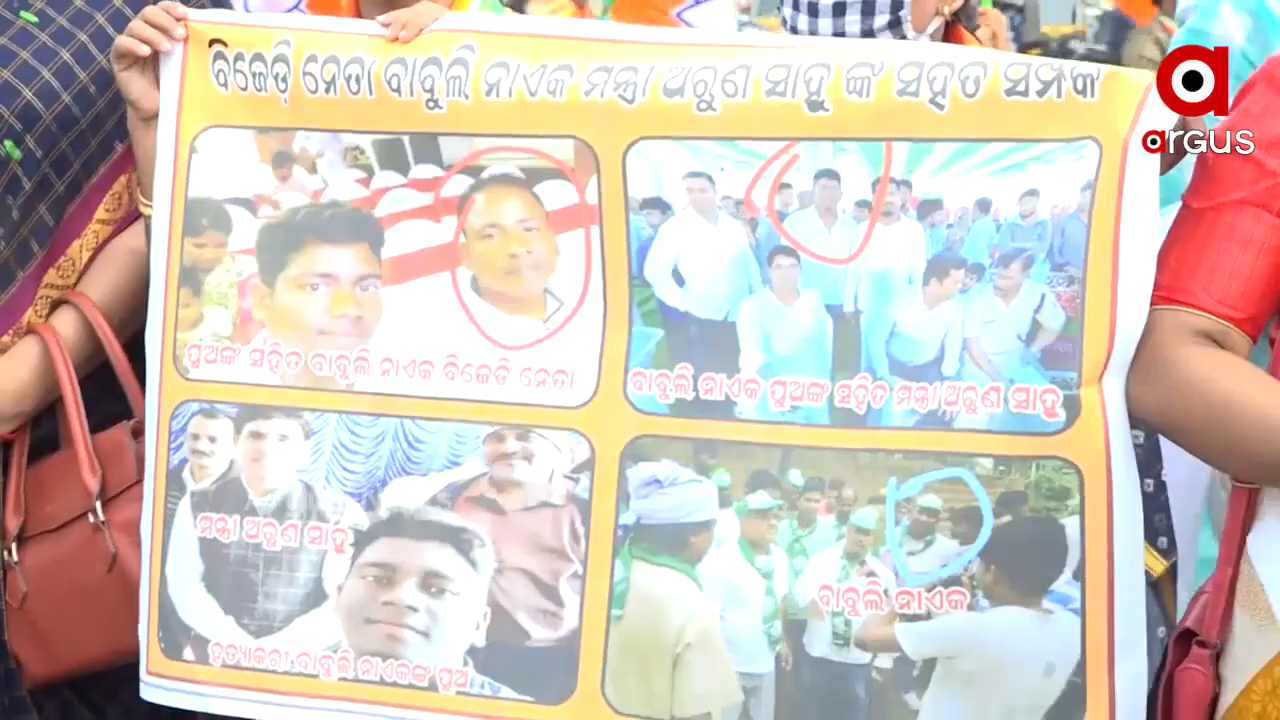 ବିଜେଡ଼ି ନେତା ବାବୁଲି ନାଏକ ମନ୍ତ୍ରୀ ଅରୁଣ ସାହୁ ଙ୍କ ସହିତ ସମ୍ପର୍କ
argus
ପୁଅଙ୍କ ସହିତ ବାବୁଲି ନାଏକ ବିଜେଡି ନେତା
ବାବୁଲି ନାଏକ ପୁଅଙ୍କ ସହିତ ମନ୍ତ୍ରୀ ଅରୁଣ ସାହୁ
ମନ୍ତ୍ରୀ ଅରୁଣ ସାହୁ
ହତ୍ୟାକାରୀ ବାବୁଲି ନାଏକଙ୍କ ପୁଅ
ବାବୁଲି ନାଏକ